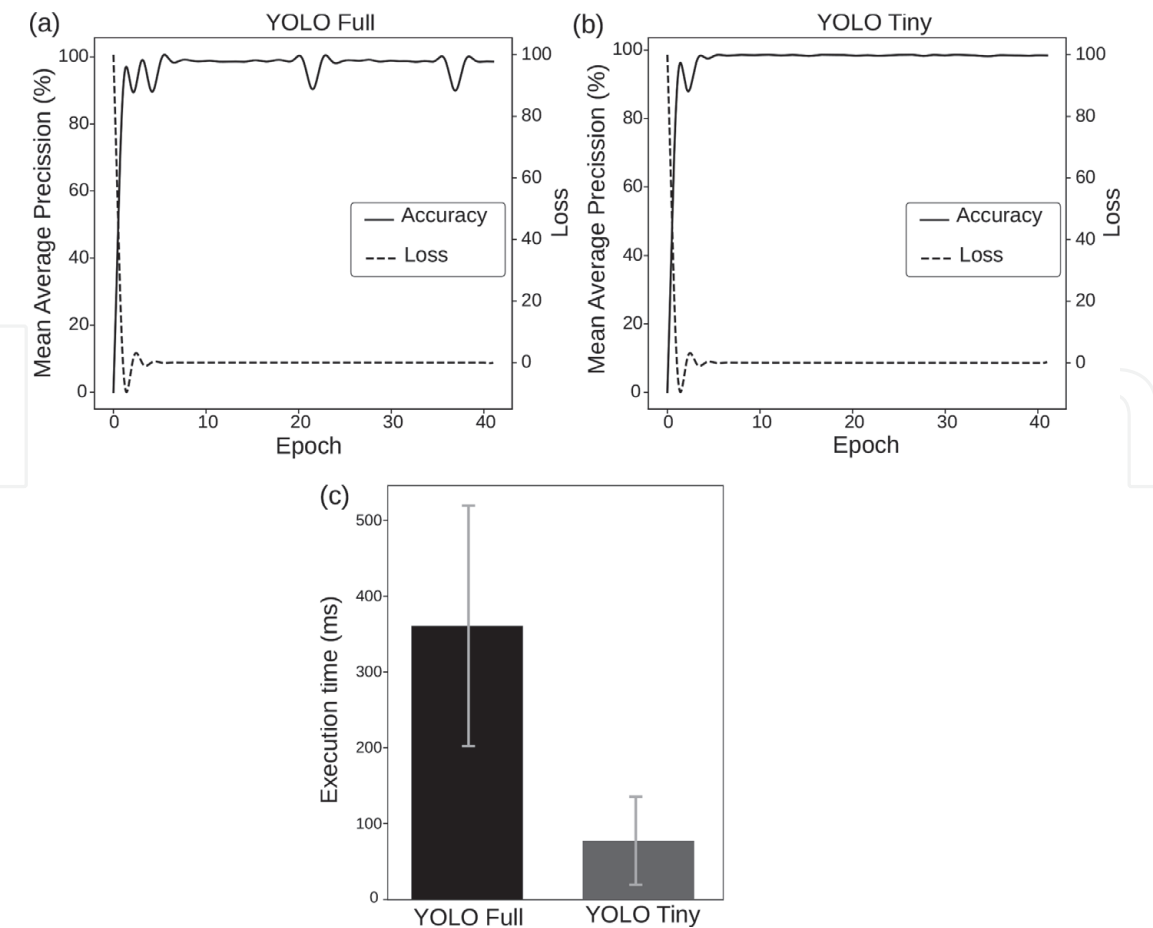 (a)
YOLO Full
Mean Average Precission (%)
100
80
60
40
20
0
100
80
60
40
20
0
Loss
Accuracy
Loss
0 10 20 30 40
Epoch
(b)
YOLO Tiny
Mean Average Precission (%)
100
80
60
40
20
0
100
80
60
40
20
0
Loss
Accuracy
Loss
0 10 20 30 40
Epoch
(c)
Execution time (ms)
500
400
300
200
100
0
YOLO Full YOLO Tiny